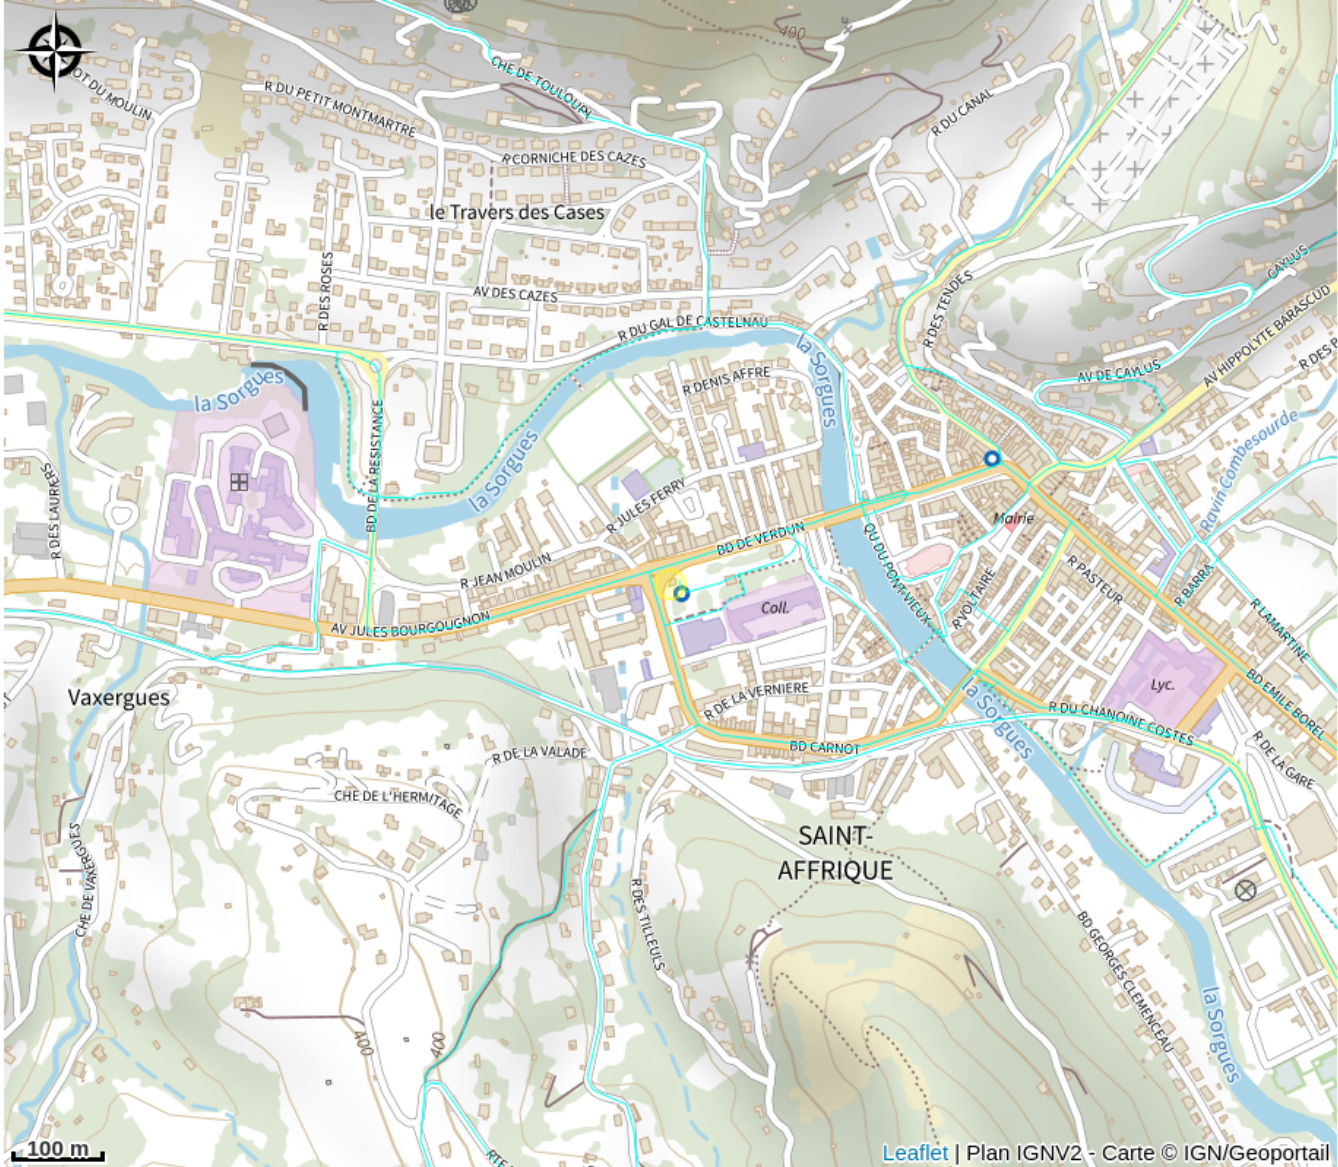 490
CHE DE TOULOUPI
OT DU MOULIN
R DU PETIT MONTMARTRE
R DU CANAL
R CORNICHE DES CAZES
le Travers des Cases
R DES ROSES
AV DES CAZES
R DES TENDES
CAYLUS
AV HIPPOLYTE BARASCUD
R DU GAL DE CASTELNAU
la Sorgues
R DES P
R DENIS AFFRE
AV DE CAYLUS
la Sorgues
BD DE LA RESISTANCE
la Sorgues
Ravin Combesourde
R DES LAURIERS
R JULES FERRY
Mairie
BD DE VERDUN
QU DU PONT-VIEUX
R JEAN MOULIN
R PASTEUR
R BARRA
R VOLTAIRE
Coll.
R LAMARTINE
AV JULES BOURGOUGNON
Vaxergues
Lyc.
R DE LA VERNIERE
la Sorgues
BD EMILE BOREL
R DU CHANOINE COSTES
BD CARNOT
R DE LA VALADE
R DE LA GARE
CHE DE L'HERMITAGE
SAINT-
AFFRIQUE
CHE DE VAXERGUES
R DES TILLEULS
BD GEORGES CLEMENCEAU
400
400
la Sorgues
RTE
100 m
Leaflet | Plan IGNV2 - Carte © IGN/Geoportail